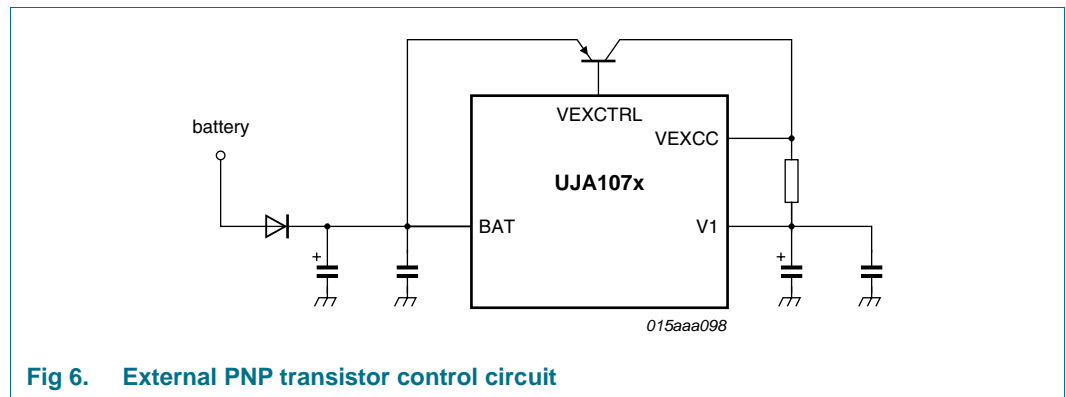 VEXCTRL
battery
VEXCC
UJA107x
BAT
V1
+
+
015aaa098
Fig 6. External PNP transistor control circuit